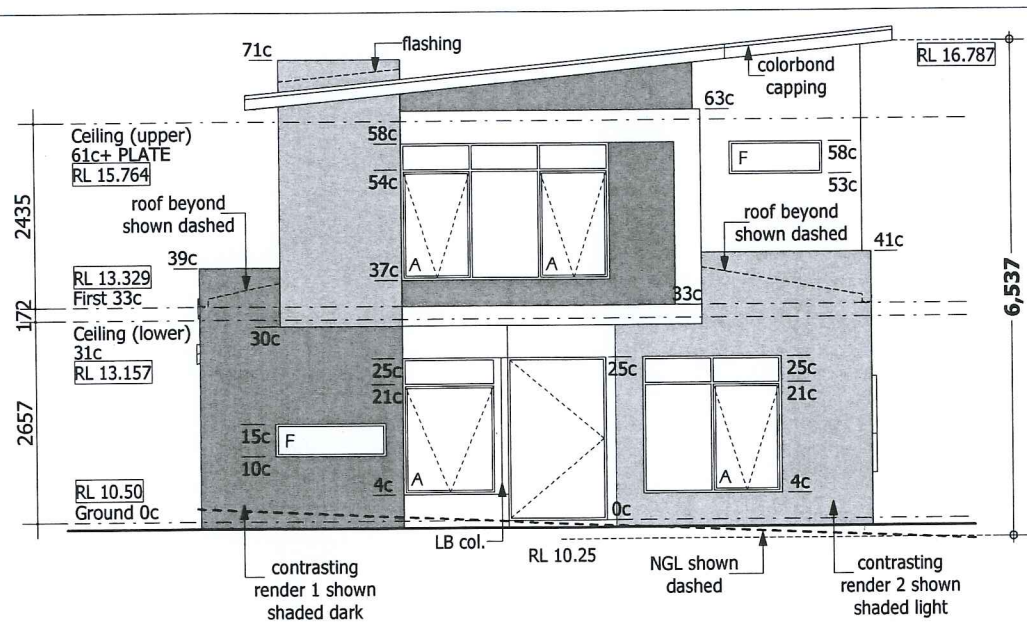 71c
flashing
colorbond
capping
RL 16.787
63c
Ceiling (upper)
61c+ PLATE
RL 15.764
58c
54c
F
58c
53c
2435
roof beyond
shown dashed
roof beyond
shown dashed
39c
41c
RL 13.329
First 33c
37c
A
A
33c
172
6,537
Ceiling (lower)
31c
RL 13.157
30c
25c
21c
25c
25c
21c
2657
15c
F
10c
A
4c
A
4c
RL 10.50
Ground 0c
0c
LB col.
RL 10.25
NGL shown
dashed
contrasting
render 1 shown
shaded dark
contrasting
render 2 shown
shaded light